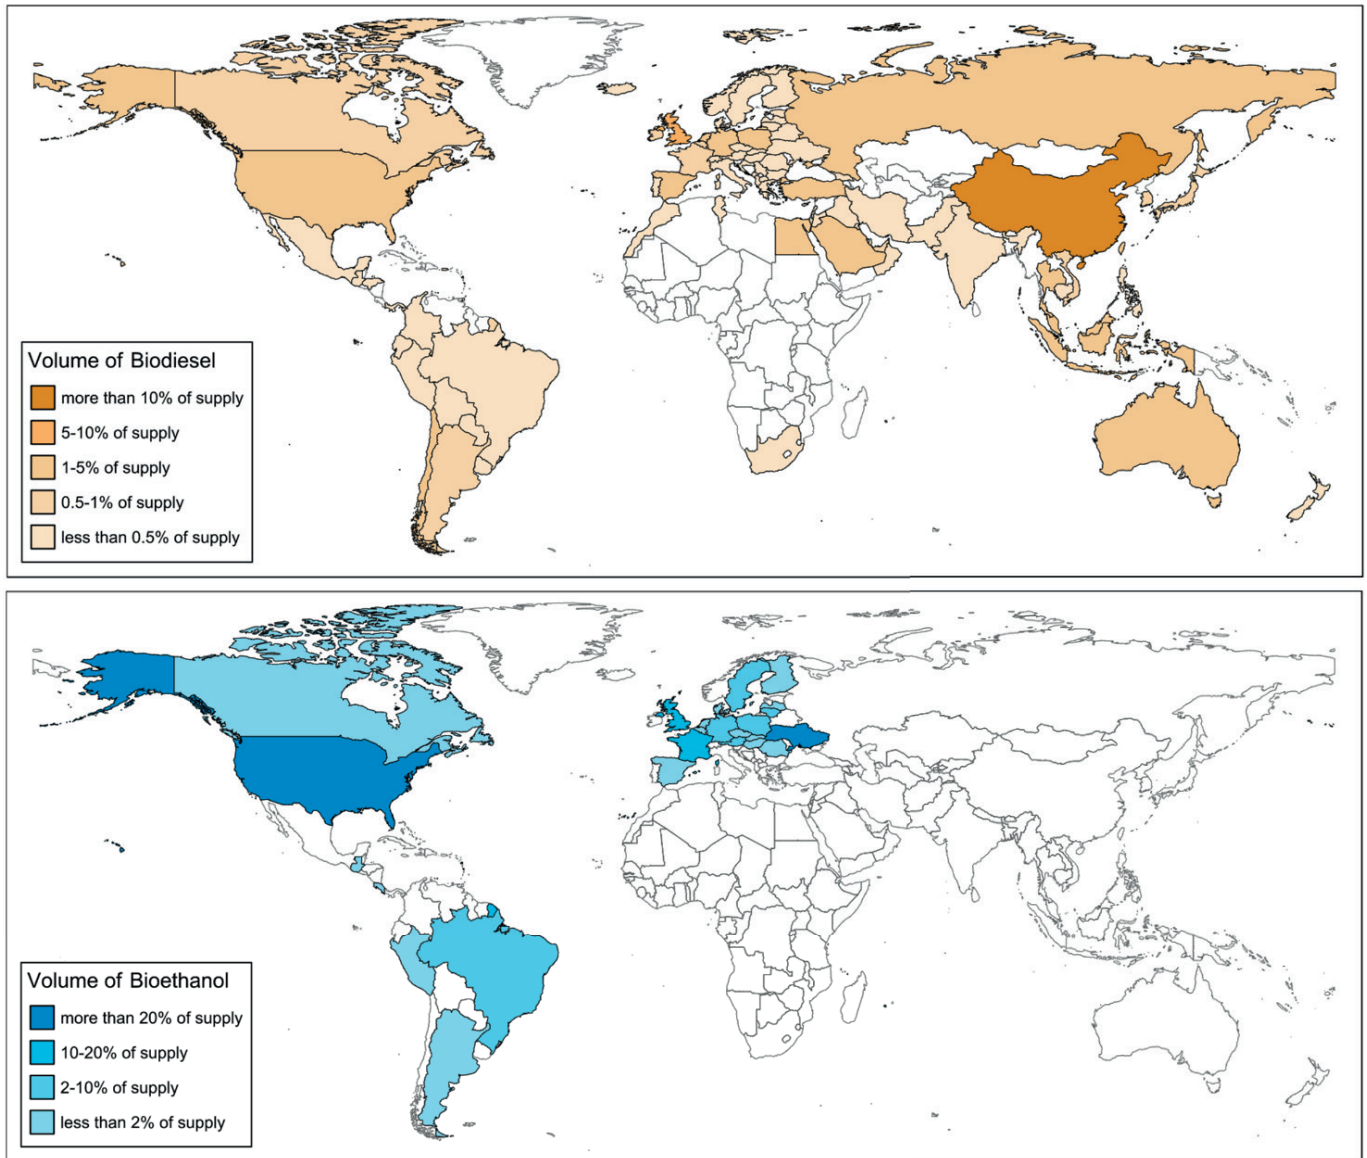 Volume of Biodiesel
more than 10% of supply
5-10% of supply
1-5% of supply
0.5-1% of supply
less than 0.5% of supply
Volume of Bioethanol
more than 20% of supply
10-20% of supply
2-10% of supply
less than 2% of supply